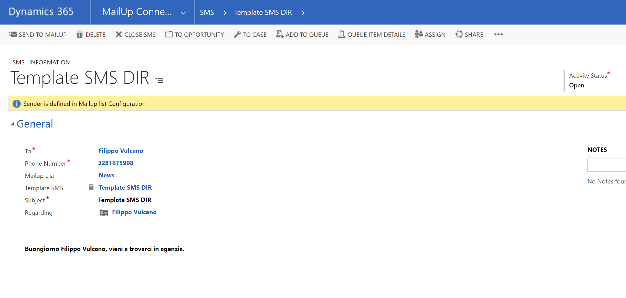 Dynamics 365 MailUp Conne... SMS Template SMS DIR
SEND TO MAILUP DELETE CLOSE SMS TO OPPORTUNITY TO CASE ADD TO QUEUE QUEUE ITEM DETAILS ASSIGN SHARE •••
SMS : INFORMATION
Template SMS DIR
Activity Status*
Open
Sender is defined in Mailup list Configuration
General
To * Filippo Vulcano
Phone Number * 3281675998
Mailup List News
Template SMS Template SMS DIR
Subject * Template SMS DIR
Regarding Filippo Vulcano
NOTES
No Notes foun
Buongiorno Filippo Vulcano, vieni a trovarci in agenzia.